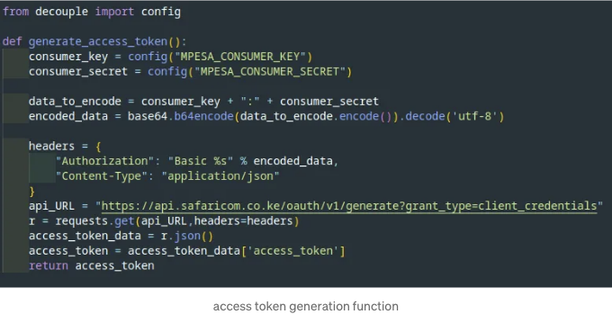 from decouple import config
def generate_access_token():
consumer_key = config("MPESA_CONSUMER_KEY")
consumer_secret = config("MPESA_CONSUMER_SECRET")
data_to_encode = consumer_key + ":" + consumer_secret
encoded_data = base64.b64encode(data_to_encode.encode()).decode('utf-8')
headers = {
"Authorization": "Basic %s" % encoded_data,
"Content-Type": "application/json"
}
api_URL = "https://api.safaricom.co.ke/oauth/v1/generate?grant_type=client_credentials"
r = requests.get(api_URL,headers=headers)
access_token_data = r.json()
access_token = access_token_data['access_token']
return access_token
access token generation function